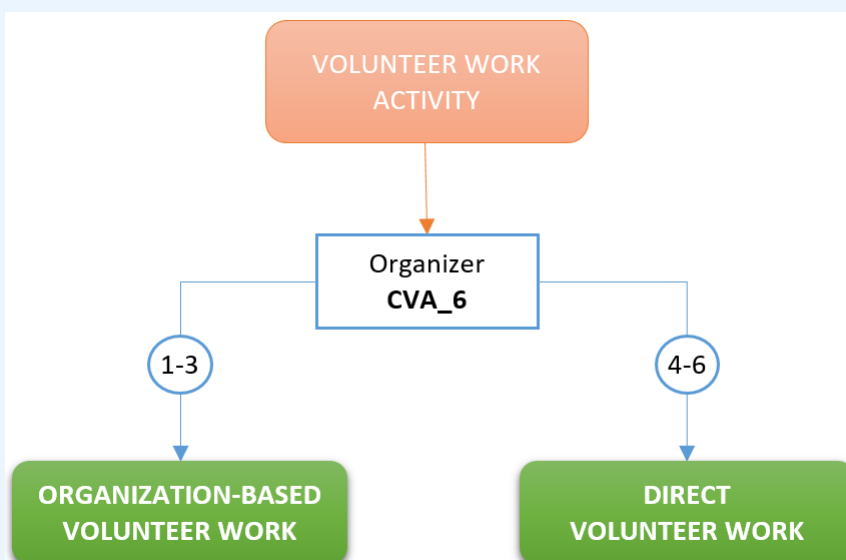 VOLUNTEER WORK
ACTIVITY
Organizer
CVA_6
1-3
4-6
ORGANIZATION-BASED
VOLUNTEER WORK
DIRECT
VOLUNTEER WORK